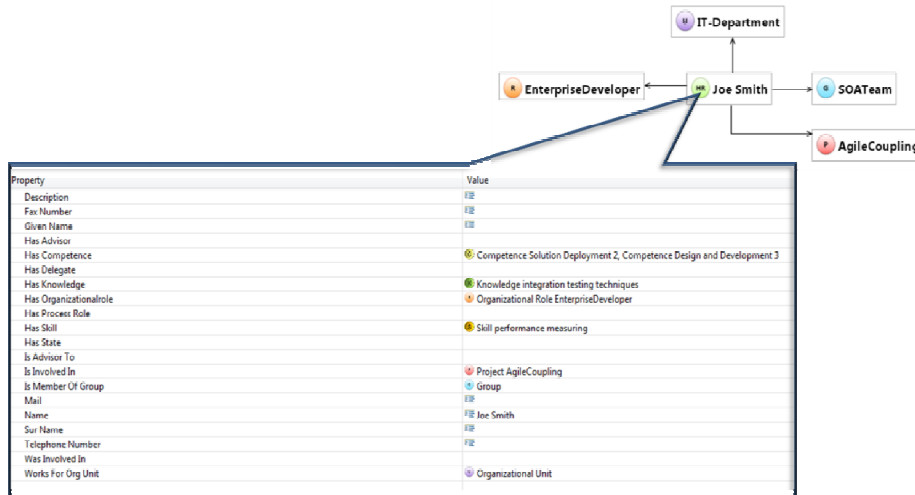 U IT-Department
R EnterpriseDeveloper
HR Joe Smith
G SOATeam
P AgileCoupling
Property Value
Description
Fax Number
Given Name
Has Advisor
Has Competence Competence Solution Deployment 2, Competence Design and Development 3
Has Delegate
Has Knowledge Knowledge integration testing techniques
Has Organizationalrole Organizational Role EnterpriseDeveloper
Has Process Role
Has Skill Skill performance measuring
Has State
Is Advisor To
Is Involved In Project AgileCoupling
Is Member Of Group Group
Mail
Name Joe Smith
Sur Name
Telephone Number
Was Involved In
Works For Org Unit Organizational Unit